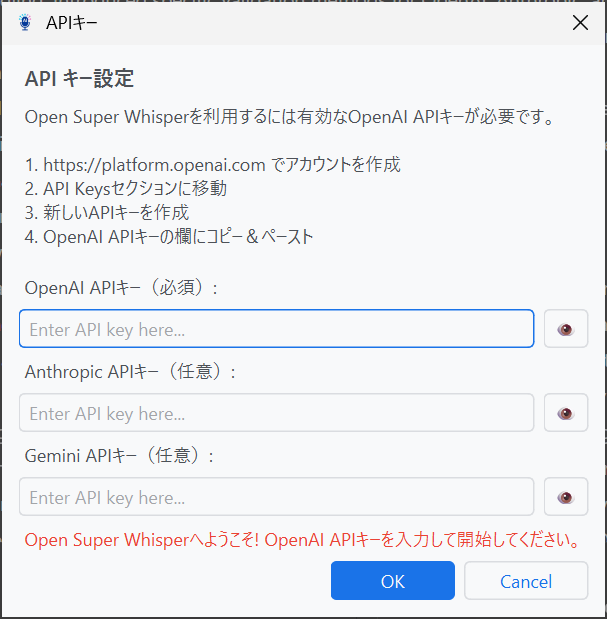 APIキー
API キー設定
Open Super Whisperを利用するには有効なOpenAI APIキーが必要です。
1. https://platform.openai.com でアカウントを作成
2. API Keysセクションに移動
3. 新しいAPIキーを作成
4. OpenAI APIキーの欄にコピー＆ペースト
OpenAI APIキー（必須）:
Enter API key here...
Anthropic APIキー（任意）:
Enter API key here...
Gemini APIキー（任意）:
Enter API key here...
Open Super Whisperへようこそ! OpenAI APIキーを入力して開始してください。
OK
Cancel